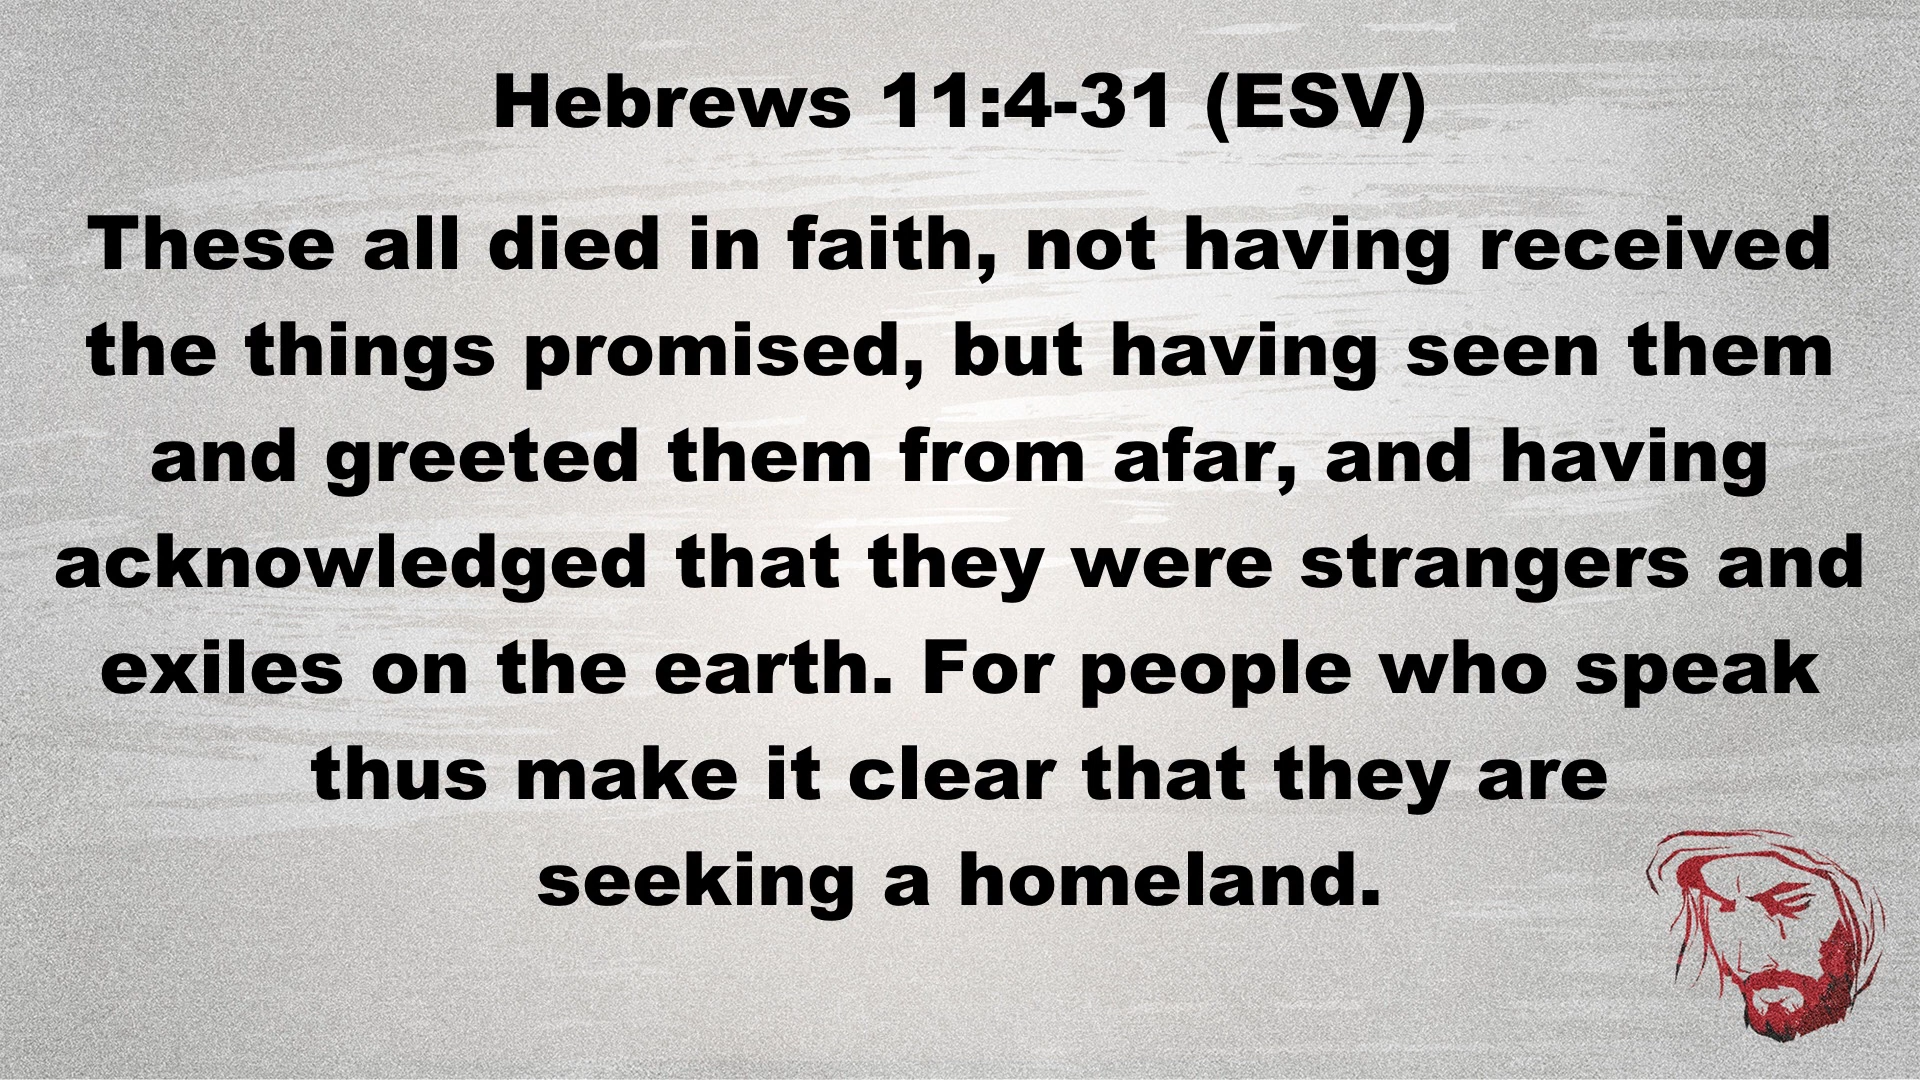 Hebrews 11:4-31 (ESV)
These all died in faith, not having received
the things promised, but having seen them
and greeted them from afar, and having
acknowledged that they were strangers and
exiles on the earth. For people who speak
thus make it clear that they are
seeking a homeland.